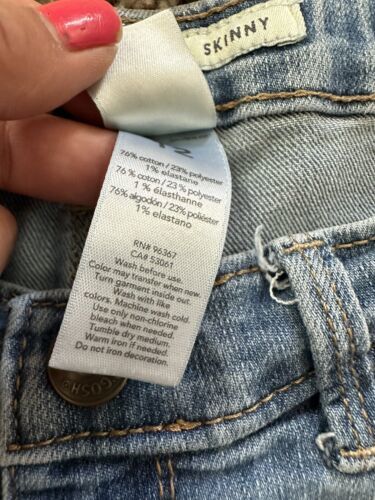 SKINNY
12
76% cotton / 23% polyester
1% elastane
76 % coton / 23 % polyester
1 % élasthanne
76% algodón / 23% poliéster
1% elastano
RN# 96367
CA# 53061
Wash before use.
Color may transfer when new.
Turn garment inside out.
Wash with like
colors. Machine wash cold.
Use only non-chlorine
bleach when needed.
Tumble dry medium.
Warm iron if needed.
Do not iron decoration.
GOSH